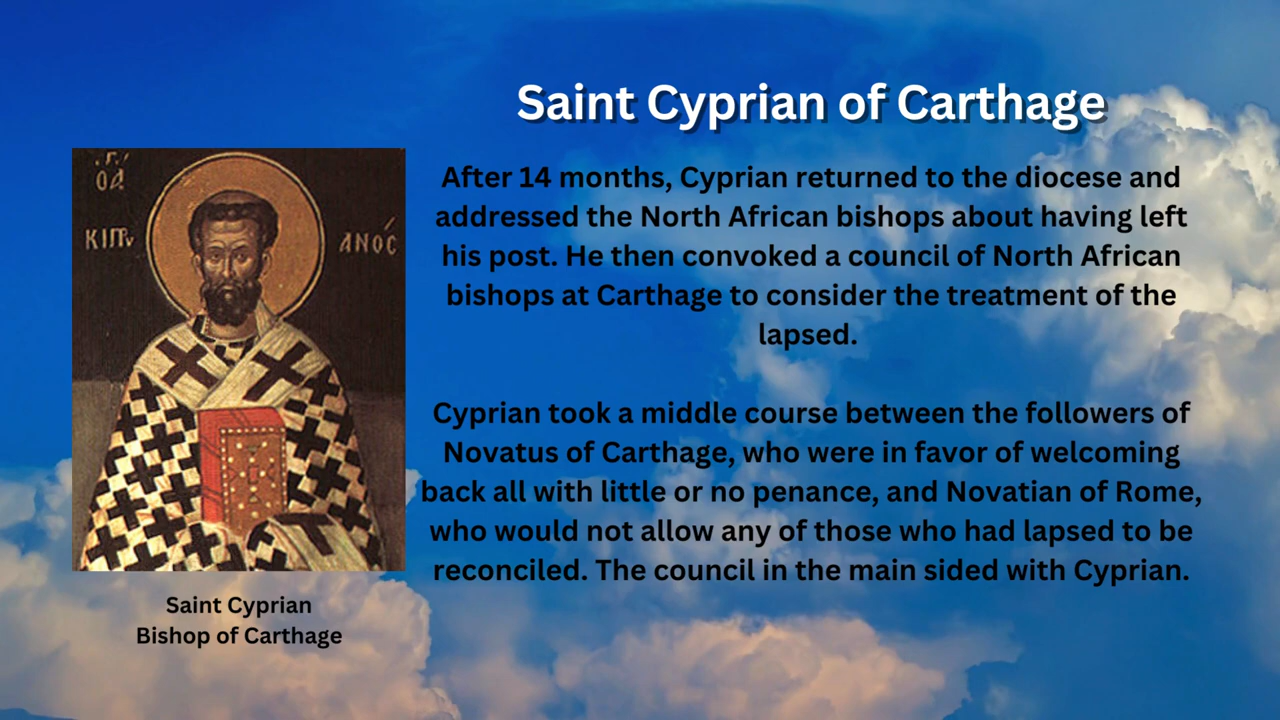 Saint Cyprian of Carthage
After 14 months, Cyprian returned to the diocese and
addressed the North African bishops about having left
his post. He then convoked a council of North African
bishops at Carthage to consider the treatment of the
lapsed.
Cyprian took a middle course between the followers of
Novatus of Carthage, who were in favor of welcoming
back all with little or no penance, and Novatian of Rome,
who would not allow any of those who had lapsed to be
reconciled. The council in the main sided with Cyprian.
ΚΙΠΡ ΑΝΟC
Saint Cyprian
Bishop of Carthage